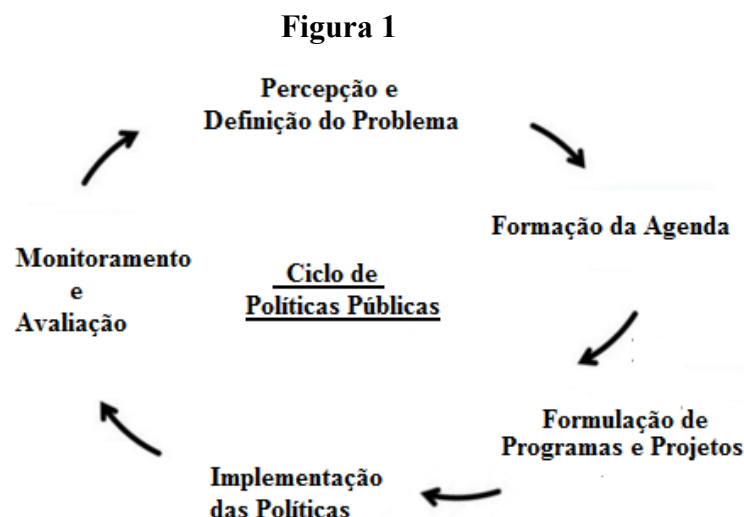 Figura 1
Percepção e
Definição do Problema
Formação da Agenda
Monitoramento
e
Avaliação
Ciclo de
Políticas Públicas
Formulação de
Programas e Projetos
Implementação
das Políticas